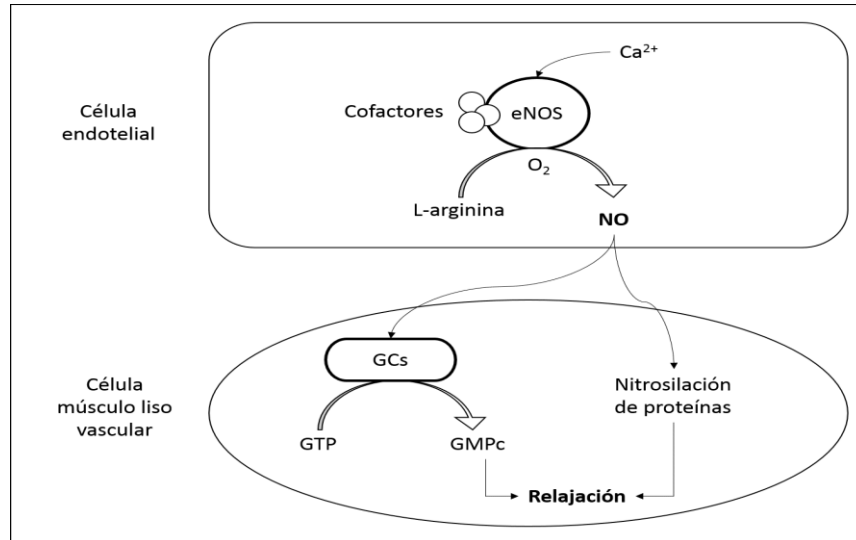 Ca²⁺
Célula
endotelial
Cofactores
eNOS
O₂
L-arginina
NO
GCs
Célula
músculo liso
vascular
Nitrosilación
de proteínas
GTP
GMPc
Relajación